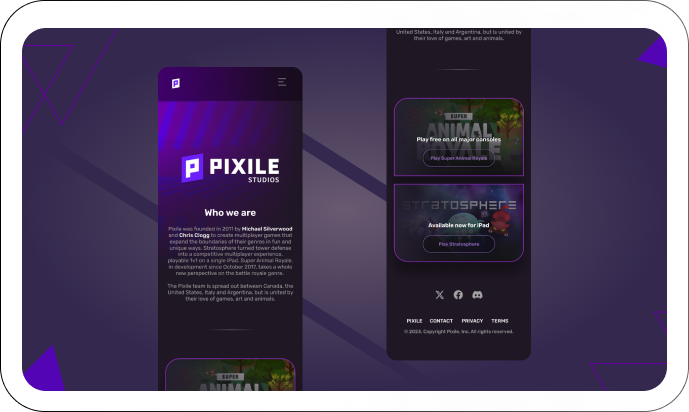 PIXILE
STUDIOS
Who we are
Pixile was founded in 2011 by Michael Silverwood
and Chris Clogg to create multiplayer games that
expand the boundaries of their genres in fun and
unique ways. Stratosphere turned tower defense
into a competitive multiplayer experience,
playable 1v1 on a single iPad. Super Animal Royale,
in development since October 2017, takes a whole
new perspective on the battle royale genre.
The Pixile team is spread out between Canada, the
United States, Italy and Argentina, but is united by
their love of games, art and animals.
SUPER
ANIMAL
United States, Italy and Argentina, but is united by
their love of games, art and animals.
SUPER
ANIMAL
ROYALE
Play free on all major consoles
Play Super Animal Royale
STRATOSPHERE
Available now for iPad
Play Stratosphere
PIXILE CONTACT PRIVACY TERMS
© 2023, Copyright Pixile, Inc. All rights reserved.